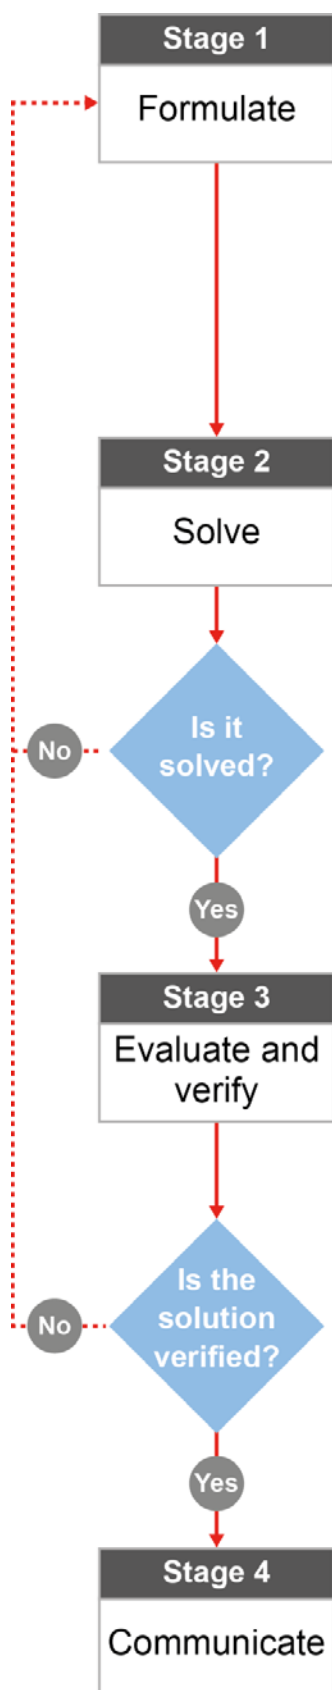 Stage 1
Formulate
Stage 2
Solve
Is it
solved?
No
Yes
Stage 3
Evaluate and
verify
Is the
solution
verified?
No
Yes
Stage 4
Communicate